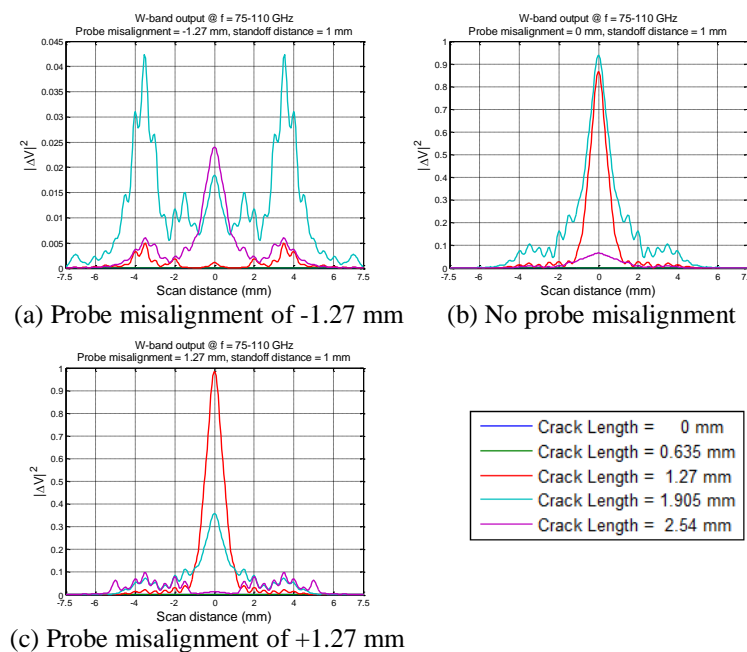 W-band output @ f = 75-110 GHz
Probe misalignment = -1.27 mm, standoff distance = 1 mm
0.045
0.04
0.035
0.03
0.025
0.02
0.015
0.01
0.005
0
|ΔV|²
-7.5 -6 -4 -2 0 2 4 6 7.5
Scan distance (mm)
(a) Probe misalignment of -1.27 mm
W-band output @ f = 75-110 GHz
Probe misalignment = 0 mm, standoff distance = 1 mm
1
0.9
0.8
0.7
0.6
0.5
0.4
0.3
0.2
0.1
0
|ΔV|²
-7.5 -6 -4 -2 0 2 4 6 7.5
Scan distance (mm)
(b) No probe misalignment
W-band output @ f = 75-110 GHz
Probe misalignment = 1.27 mm, standoff distance = 1 mm
1
0.9
0.8
0.7
0.6
0.5
0.4
0.3
0.2
0.1
0
|ΔV|²
-7.5 -6 -4 -2 0 2 4 6 7.5
Scan distance (mm)
(c) Probe misalignment of +1.27 mm
Crack Length = 0 mm
Crack Length = 0.635 mm
Crack Length = 1.27 mm
Crack Length = 1.905 mm
Crack Length = 2.54 mm